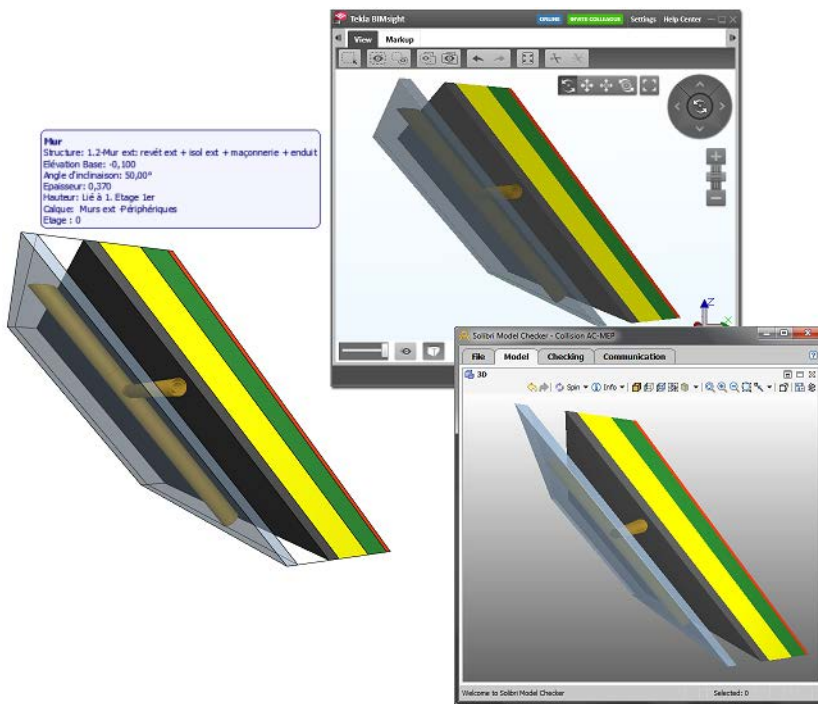 Tekla BIMsight
ONLINE
INVITE COLLEAGUE
Settings
Help Center
View
Markup
Mur
Structure: 1.2-Mur ext: revêt ext + isol ext + maçonnerie + enduit
Elévation Base: -0,100
Angle d'inclinaison: 50,00°
Epaisseur: 0,370
Hauteur: Lié à 1. Etage 1er
Calque: Murs ext -Périphériques
Etage : 0
Z
X
Solibri Model Checker - Collision AC-MEP
File
Model
Checking
Communication
3D
Spin
Info
Welcome to Solibri Model Checker
Selected: 0